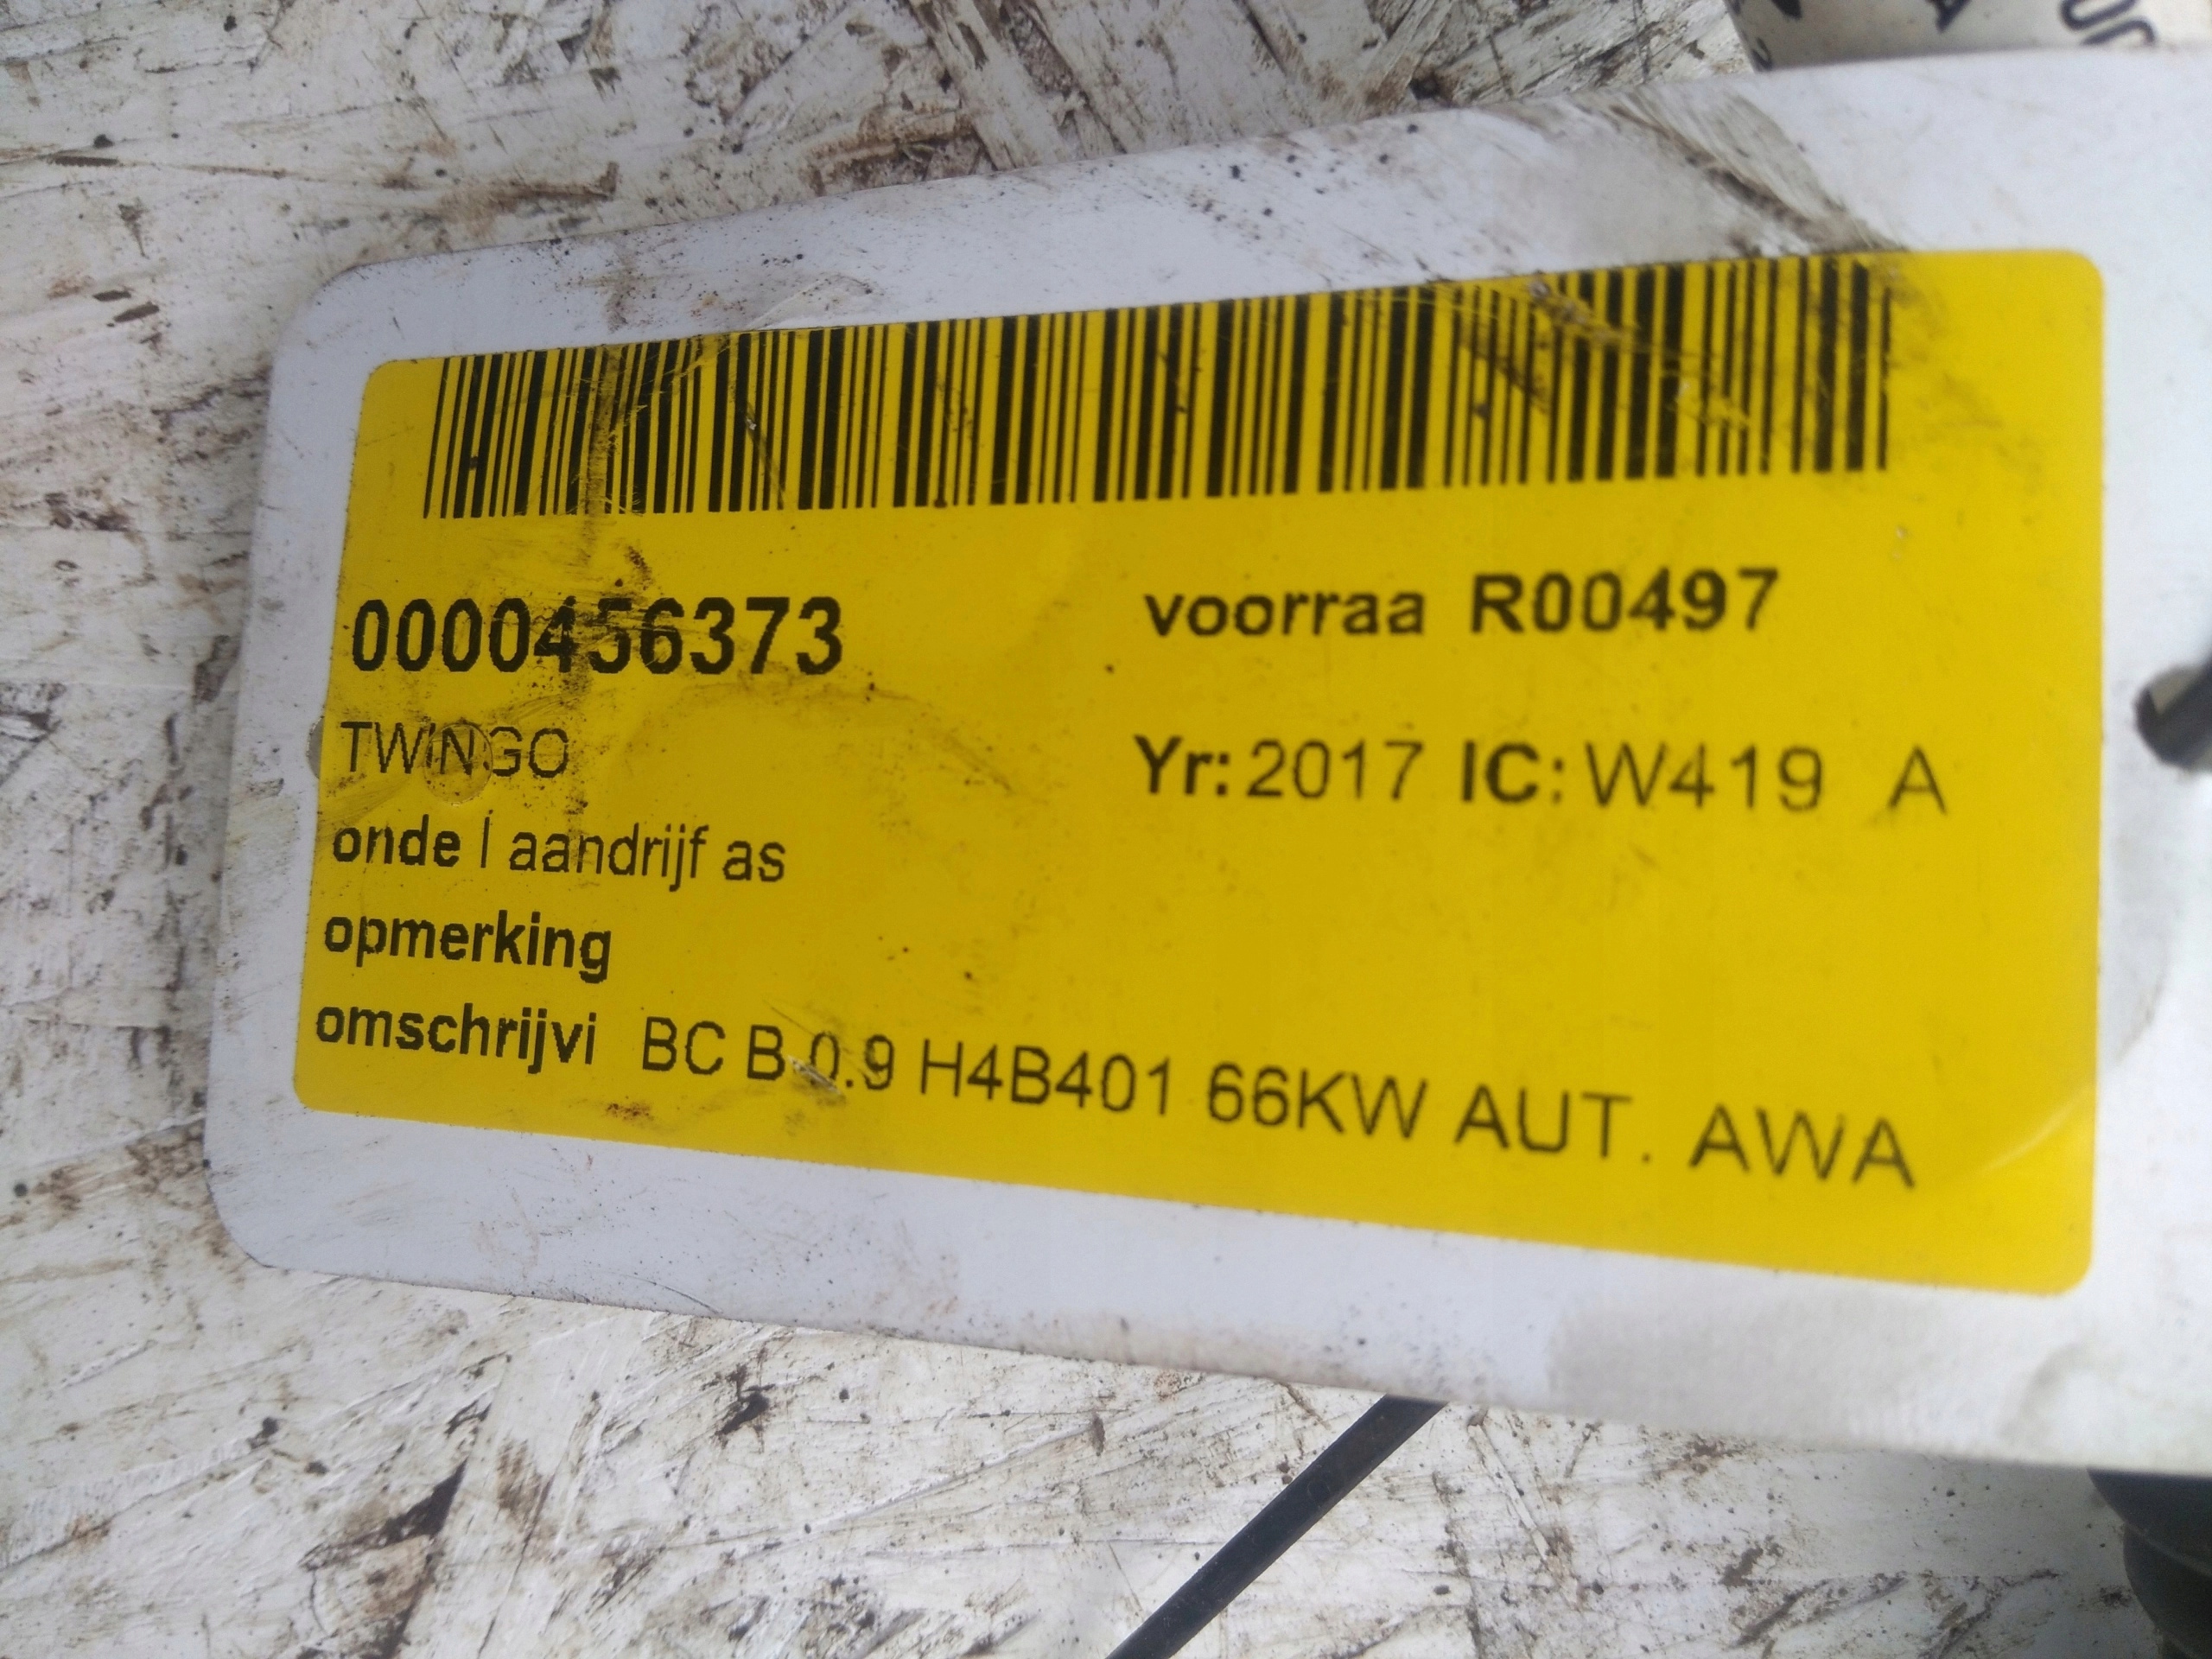 0000456373 voorraa R00497
TWINGO Yr: 2017 IC: W419 A
onde l aandrijf as
opmerking
omschrijvi BC B 0.9 H4B401 66KW AUT. AWA